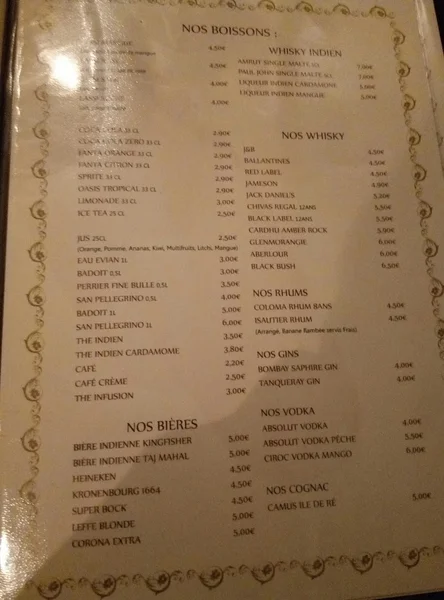 NOS BOISSONS :
4,50€
4,50€
4,00€
4,00€
COCA COLA 33 CL 2,90€
COCA COLA ZERO 33 CL 2,90€
FANTA ORANGE 33 CL 2,90€
FANTA CITRON 33 CL 2,90€
SPRITE 33 CL 2,90€
OASIS TROPICAL 33 CL 2,90€
LIMONADE 33 CL 3,00€
ICE TEA 25 CL 2,50€
JUS 25CL 2,50€
(Orange, Pomme, Ananas, Kiwi, Multifruits, Litchi, Mangue)
EAU EVIAN 1L 3,00€
BADOIT 0,5L 3,00€
PERRIER FINE BULLE 0,5L 3,50€
SAN PELLEGRINO 0,5L 4,00€
BADOIT 1L 5,00€
SAN PELLEGRINO 1L 6,00€
THE INDIEN 3,50€
THE INDIEN CARDAMOME 3,80€
CAFÉ 2,20€
CAFÉ CRÈME 2,50€
THE INFUSION 3,00€
NOS BIÈRES
BIÈRE INDIENNE KINGFISHER 5,00€
BIÈRE INDIENNE TAJ MAHAL 5,00€
HEINEKEN 4,50€
KRONENBOURG 1664 4,50€
SUPER BOCK 4,50€
LEFFE BLONDE 5,00€
CORONA EXTRA 5,00€
WHISKY INDIEN
AMRUT SINGLE MALTE
PAUL JOHN SINGLE MALTE
LIQUEUR INDIEN CARDAMOME
LIQUEUR INDIEN MANGUE
NOS WHISKY
J&B 4,50€
BALLANTINES 4,50€
RED LABEL 4,50€
JAMESON 4,90€
JACK DANIEL'S 5,20€
CHIVAS REGAL 12ANS 5,50€
BLACK LABEL 12ANS 5,50€
CARDHU AMBER ROCK 5,90€
GLENMORANGIE 6,00€
ABERLOUR 6,00€
BLACK BUSH 6,50€
NOS RHUMS
COLOMA RHUM 8ANS 4,50€
ISAUTIER RHUM 4,50€
(Arrangé, Banane flambée servis Frais)
NOS GINS
BOMBAY SAPHIRE GIN 4,00€
TANQUERAY GIN 4,00€
NOS VODKA
ABSOLUT VODKA 4,00€
ABSOLUT VODKA PÊCHE 5,50€
CIROC VODKA MANGO 6,00€
NOS COGNAC
CAMUS ILE DE RÉ 5,00€